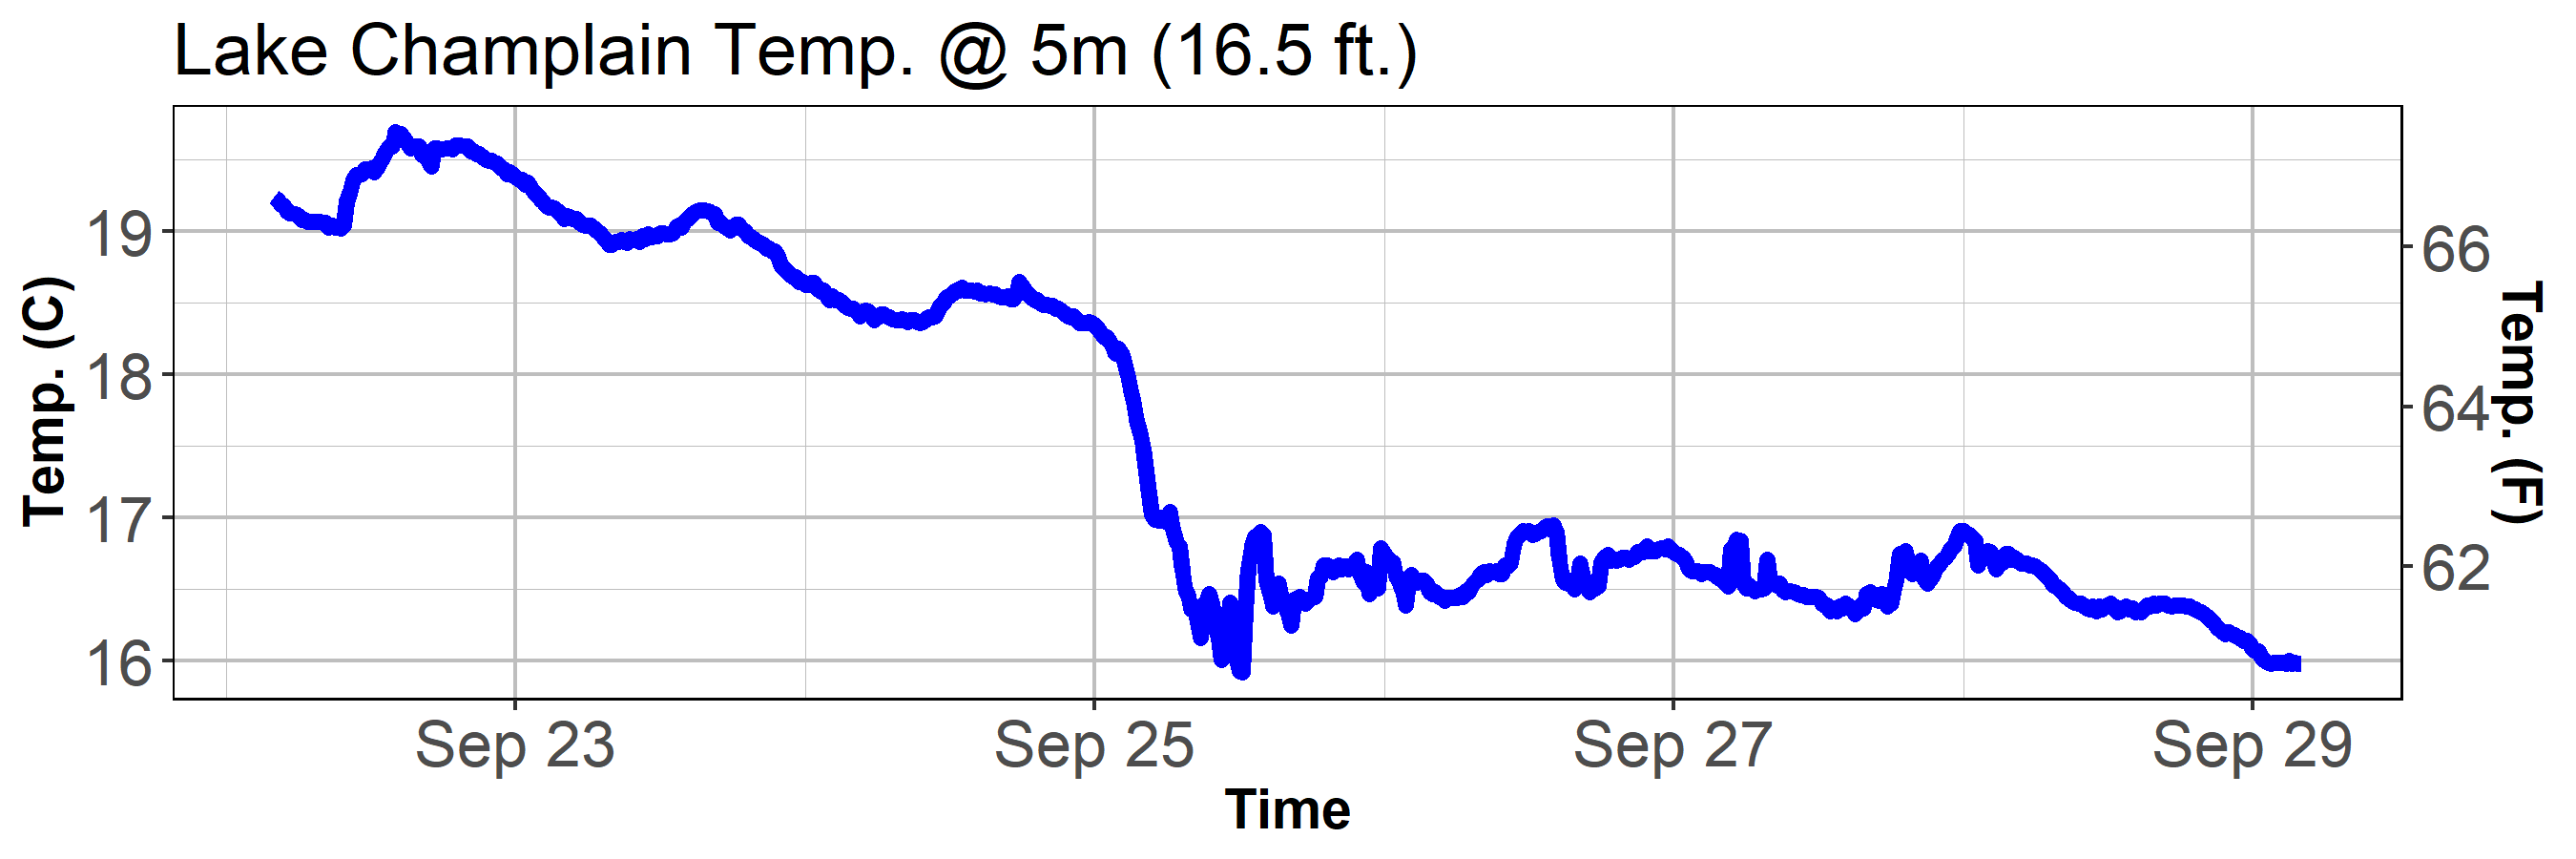 Lake Champlain Temp. @ 5m (16.5 ft.)
Temp. (C)
19
18
17
16
66
64
62
Temp. (F)
Sep 23
Sep 25
Sep 27
Sep 29
Time